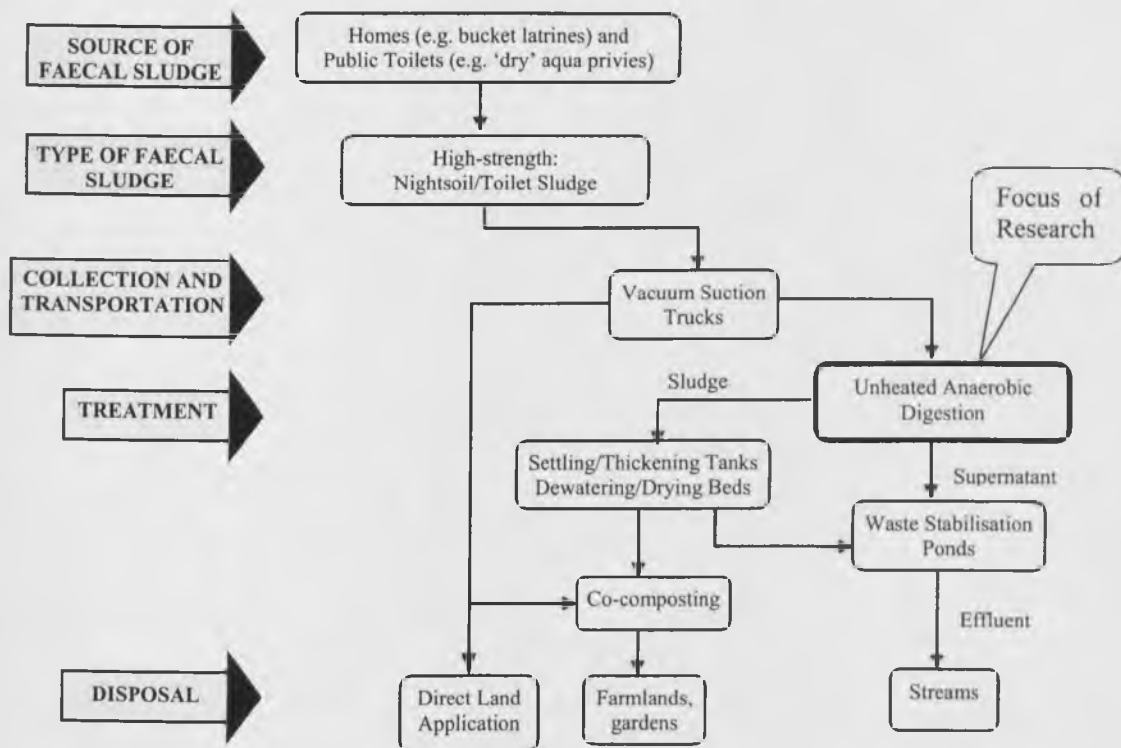 SOURCE OF
FAECAL SLUDGE
Homes (e.g. bucket latrines) and
Public Toilets (e.g. 'dry' aqua privies)
TYPE OF FAECAL
SLUDGE
High-strength:
Nightsoil/Toilet Sludge
Focus of
Research
COLLECTION AND
TRANSPORTATION
Vacuum Suction
Trucks
TREATMENT
Sludge
Unheated Anaerobic
Digestion
Settling/Thickening Tanks
Dewatering/Drying Beds
Supernatant
Waste Stabilisation
Ponds
Co-composting
Effluent
DISPOSAL
Direct Land
Application
Farmlands,
gardens
Streams